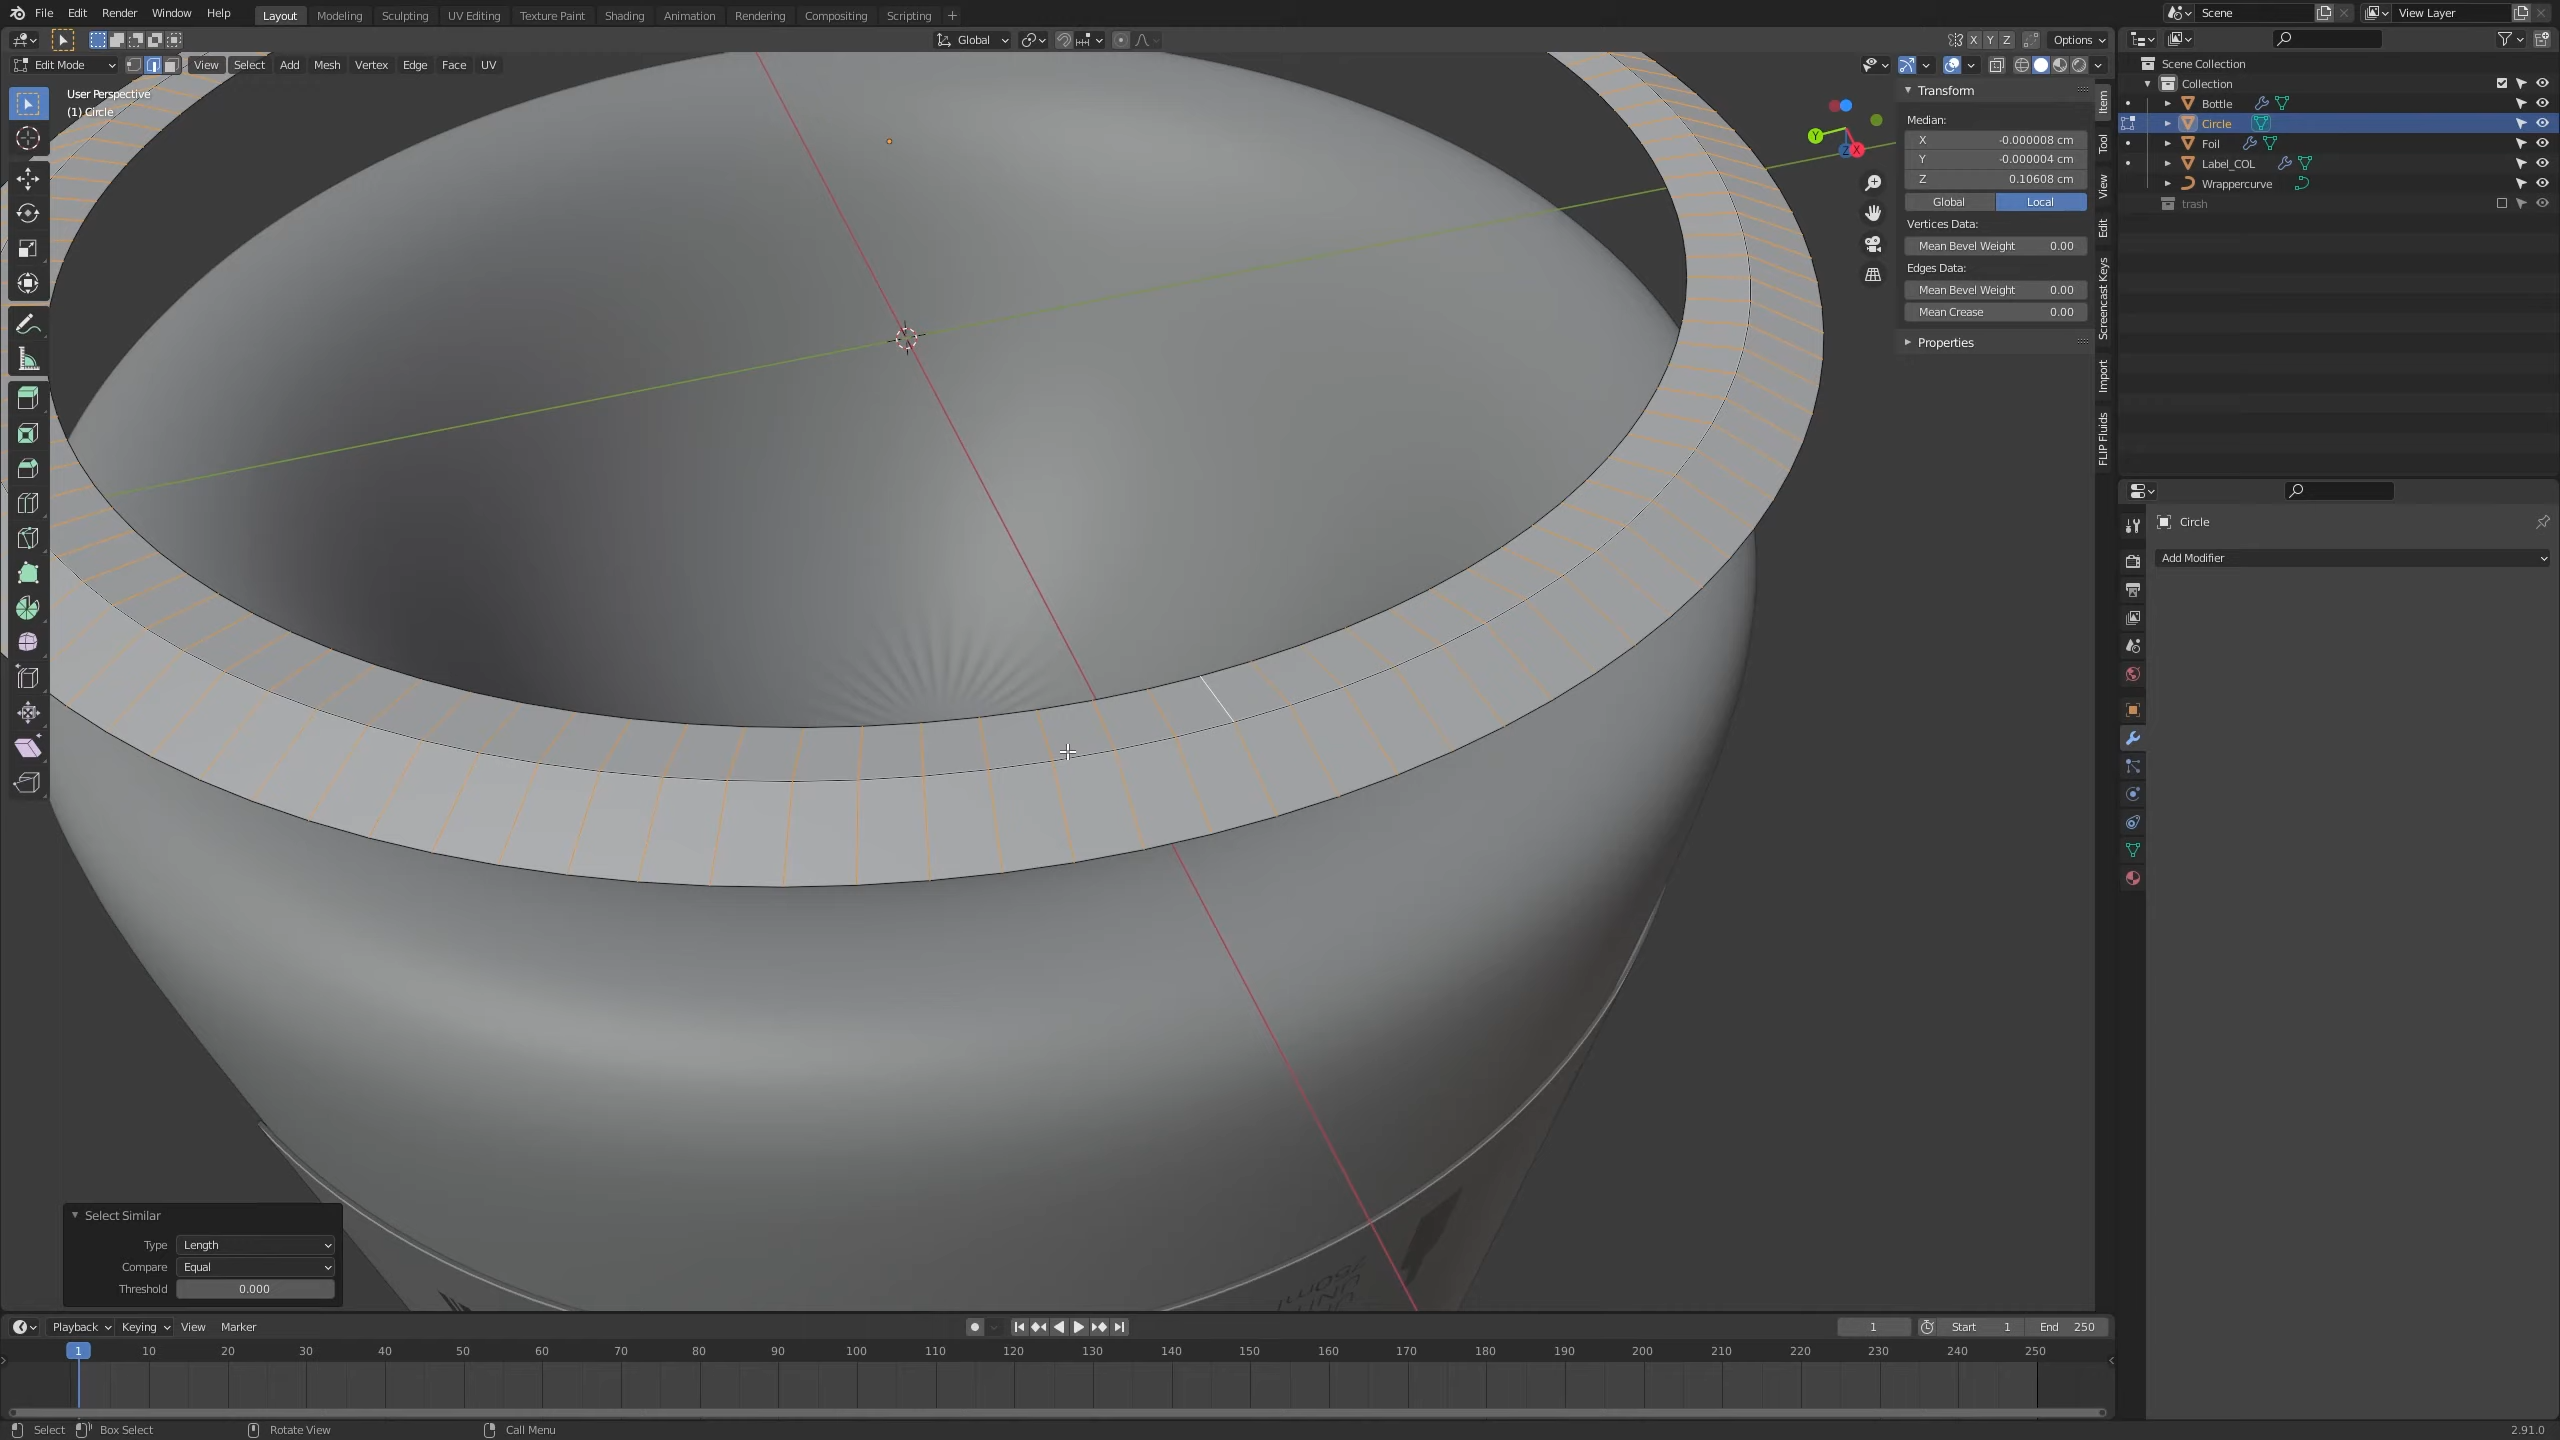 File Edit Render Window Help Layout Modeling Sculpting UV Editing Texture Paint Shading Animation Rendering Compositing Scripting + Scene View Layer
Global X Y Z Options
Edit Mode View Select Add Mesh Vertex Edge Face UV
User Perspective
(1) Circle
Y
Z
X
Transform
Median:
X -0.000008 cm
Y -0.000004 cm
Z 0.10608 cm
Global Local
Vertices Data:
Mean Bevel Weight 0.00
Edges Data:
Mean Bevel Weight 0.00
Mean Crease 0.00
Properties
Item
Tool
View
Edit
Screencast Keys
Import
FLIP Fluids
Scene Collection
Collection
Bottle
Circle
Foil
Label_COL
Wrappercurve
trash
Circle
Add Modifier
Select Similar
Type Length
Compare Equal
Threshold 0.000
Playback Keying View Marker 1 Start 1 End 250
1 10 20 30 40 50 60 70 80 90 100 110 120 130 140 150 160 170 180 190 200 210 220 230 240 250
Select Box Select Rotate View Call Menu 2.91.0